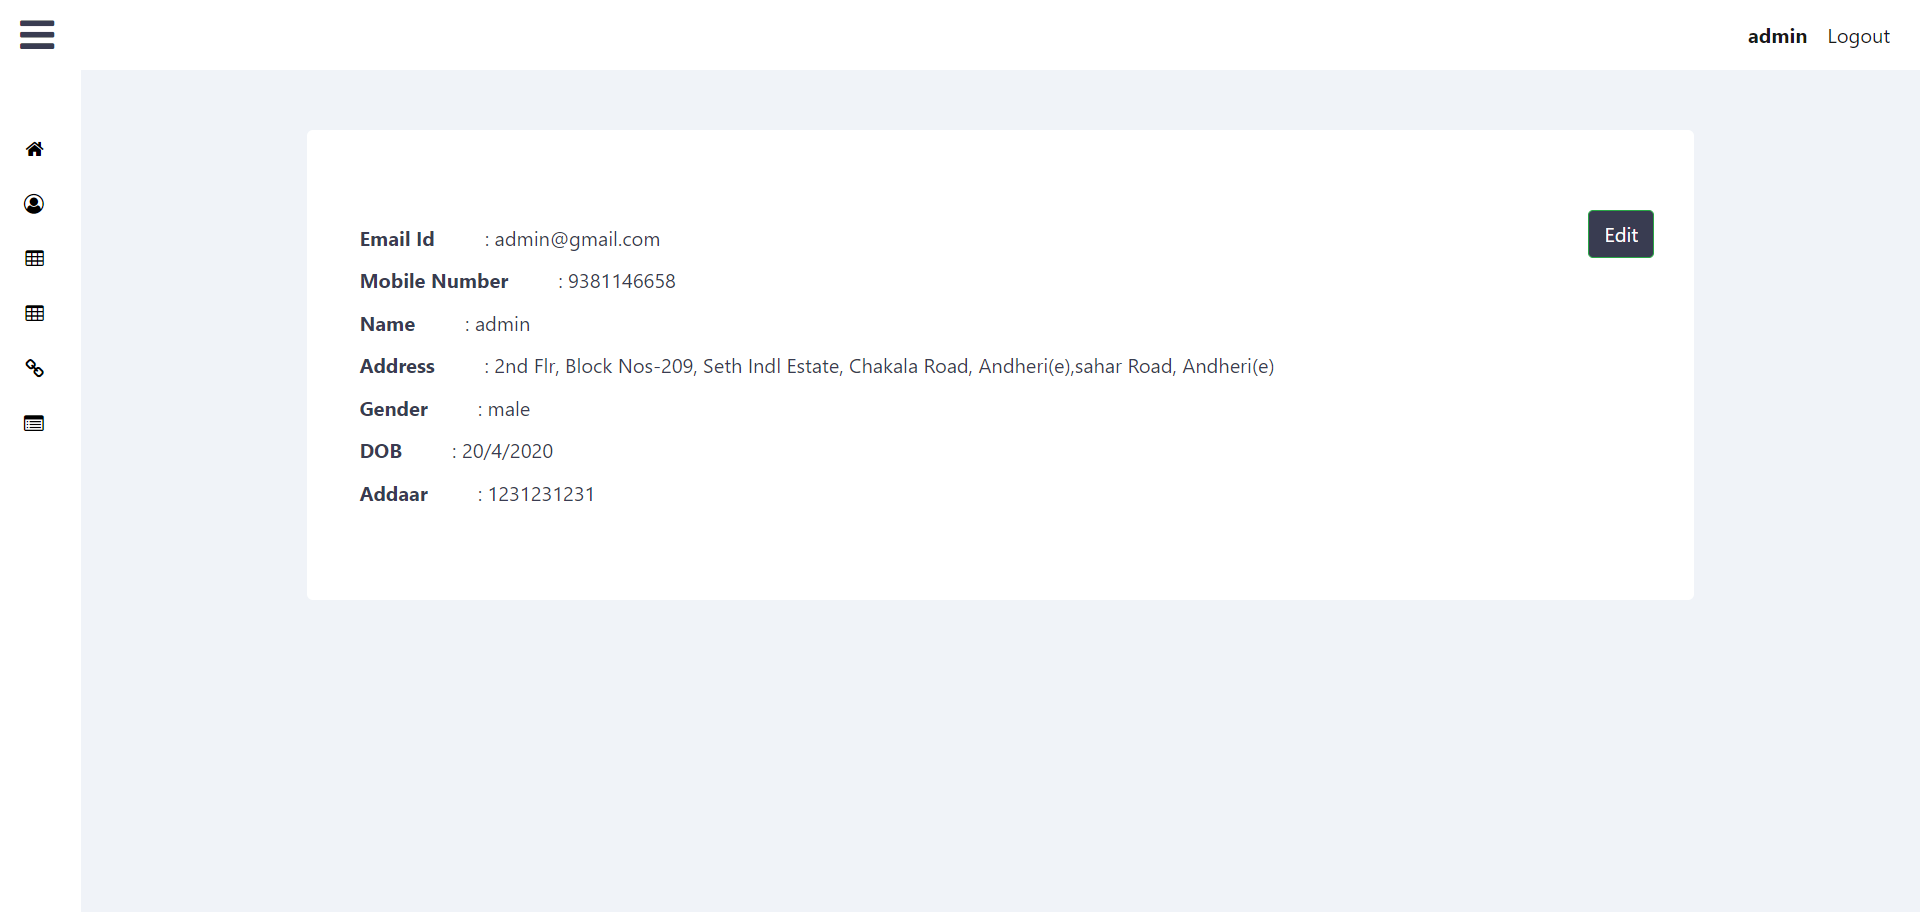 admin Logout
Edit
Email Id : admin@gmail.com
Mobile Number : 9381146658
Name : admin
Address : 2nd Flr, Block Nos-209, Seth Indl Estate, Chakala Road, Andheri(e),sahar Road, Andheri(e)
Gender : male
DOB : 20/4/2020
Addaar : 1231231231